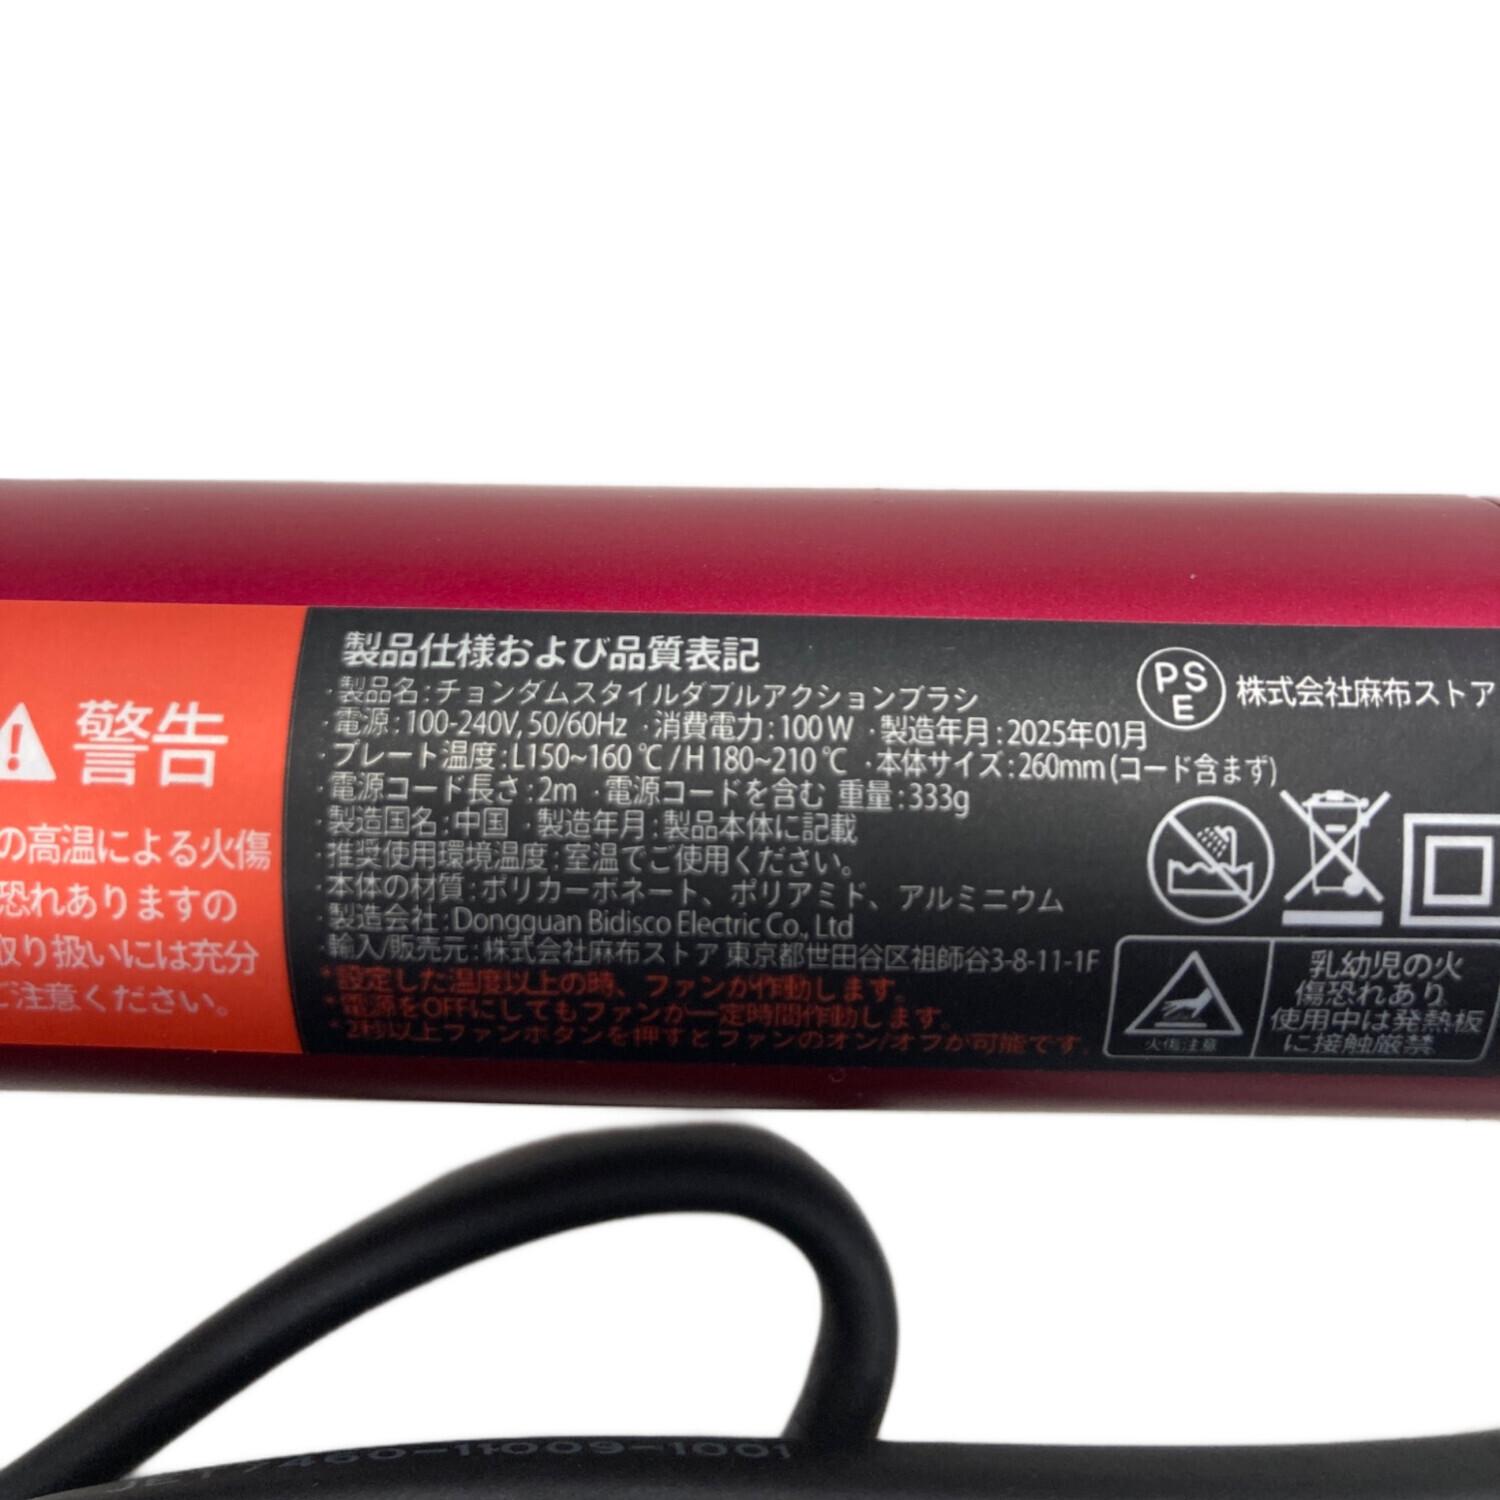 警告
の高温による火傷
恐れありますの
取り扱いには充分
ご注意ください。
製品仕様および品質表記
・製品名:チョンダムスタイルダブルアクションブラシ
・電源:100-240V, 50/60Hz ・消費電力:100W ・製造年月:2025年01月
・プレート温度:L150~160℃/H 180~210℃ ・本体サイズ:260mm(コード含まず)
・電源コード長さ:2m ・電源コードを含む 重量:333g
・製造国名:中国 ・製造年月:製品本体に記載
・推奨使用環境温度:室温でご使用ください。
・本体の材質:ポリカーボネート、ポリアミド、アルミニウム
・製造会社:Dongguan Bidisco Electric Co., Ltd
・輸入/販売元:株式会社麻布ストア 東京都世田谷区祖師谷3-8-11-1F
*設定した温度以上の時、ファンが作動します。
*電源をOFFにしてもファンが一定時間作動します。
*2秒以上ファンボタンを押すとファンのオン/オフが可能です。
PSE 株式会社麻布ストア
火傷注意
乳幼児の火
傷恐れあり
使用中は発熱板
に接触厳禁
-11009-1001